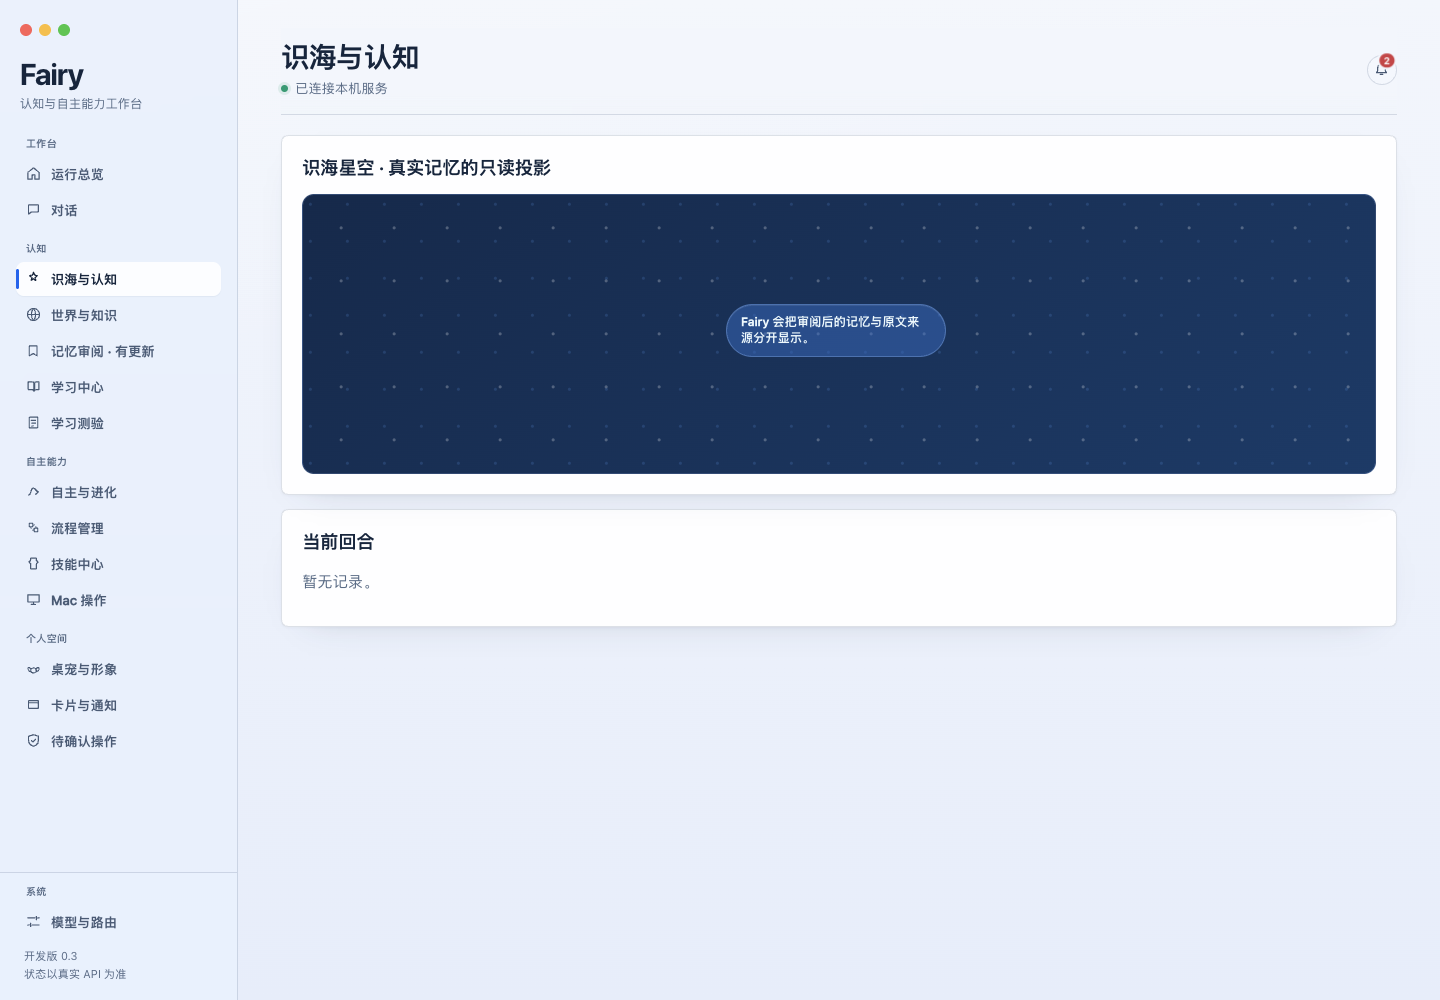 Fairy
认知与自主能力工作台
工作台
运行总览
对话
认知
识海与认知
世界与知识
记忆审阅 · 有更新
学习中心
学习测验
自主能力
自主与进化
流程管理
技能中心
Mac 操作
个人空间
桌宠与形象
卡片与通知
待确认操作
系统
模型与路由
开发版 0.3
状态以真实 API 为准
识海与认知
已连接本机服务
2
识海星空 · 真实记忆的只读投影
Fairy 会把审阅后的记忆与原文来
源分开显示。
当前回合
暂无记录。